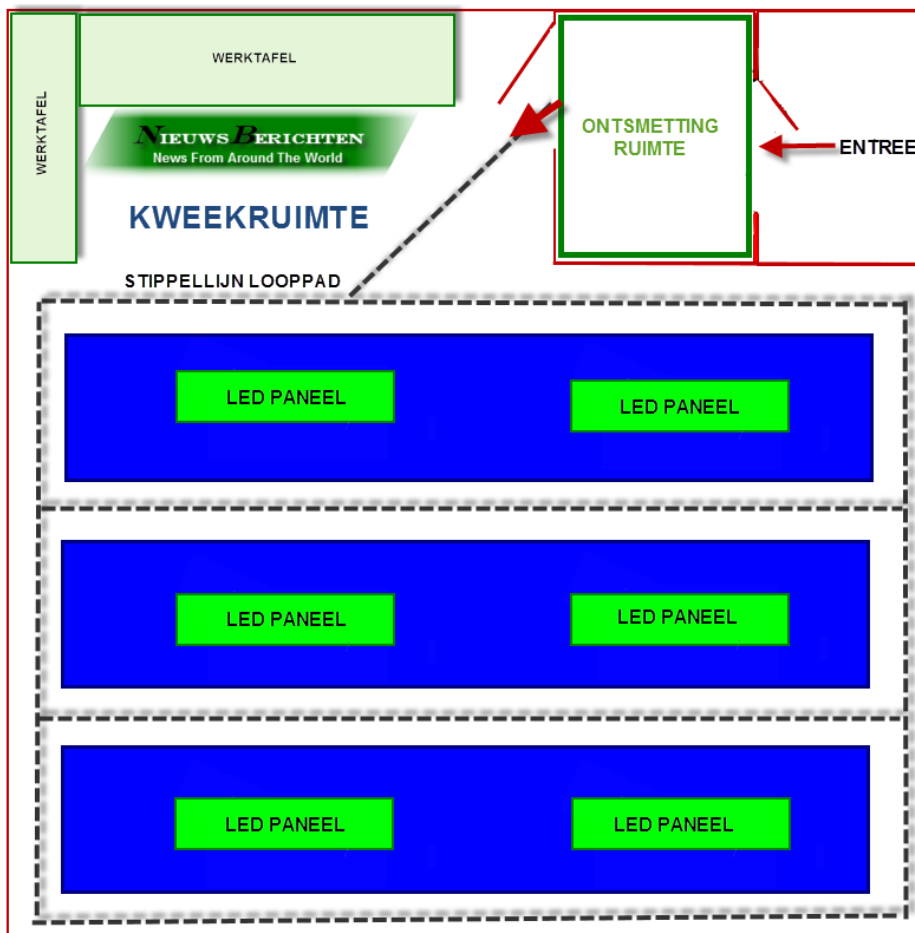 WERKTAFEL
WERKTAFEL
NIEUWS BERICHTEN
News From Around The World
ONTSMETTING
RUIMTE
ENTREE
KWEEKRUIMTE
STIPPELLIJN LOOPPAD
LED PANEEL
LED PANEEL
LED PANEEL
LED PANEEL
LED PANEEL
LED PANEEL